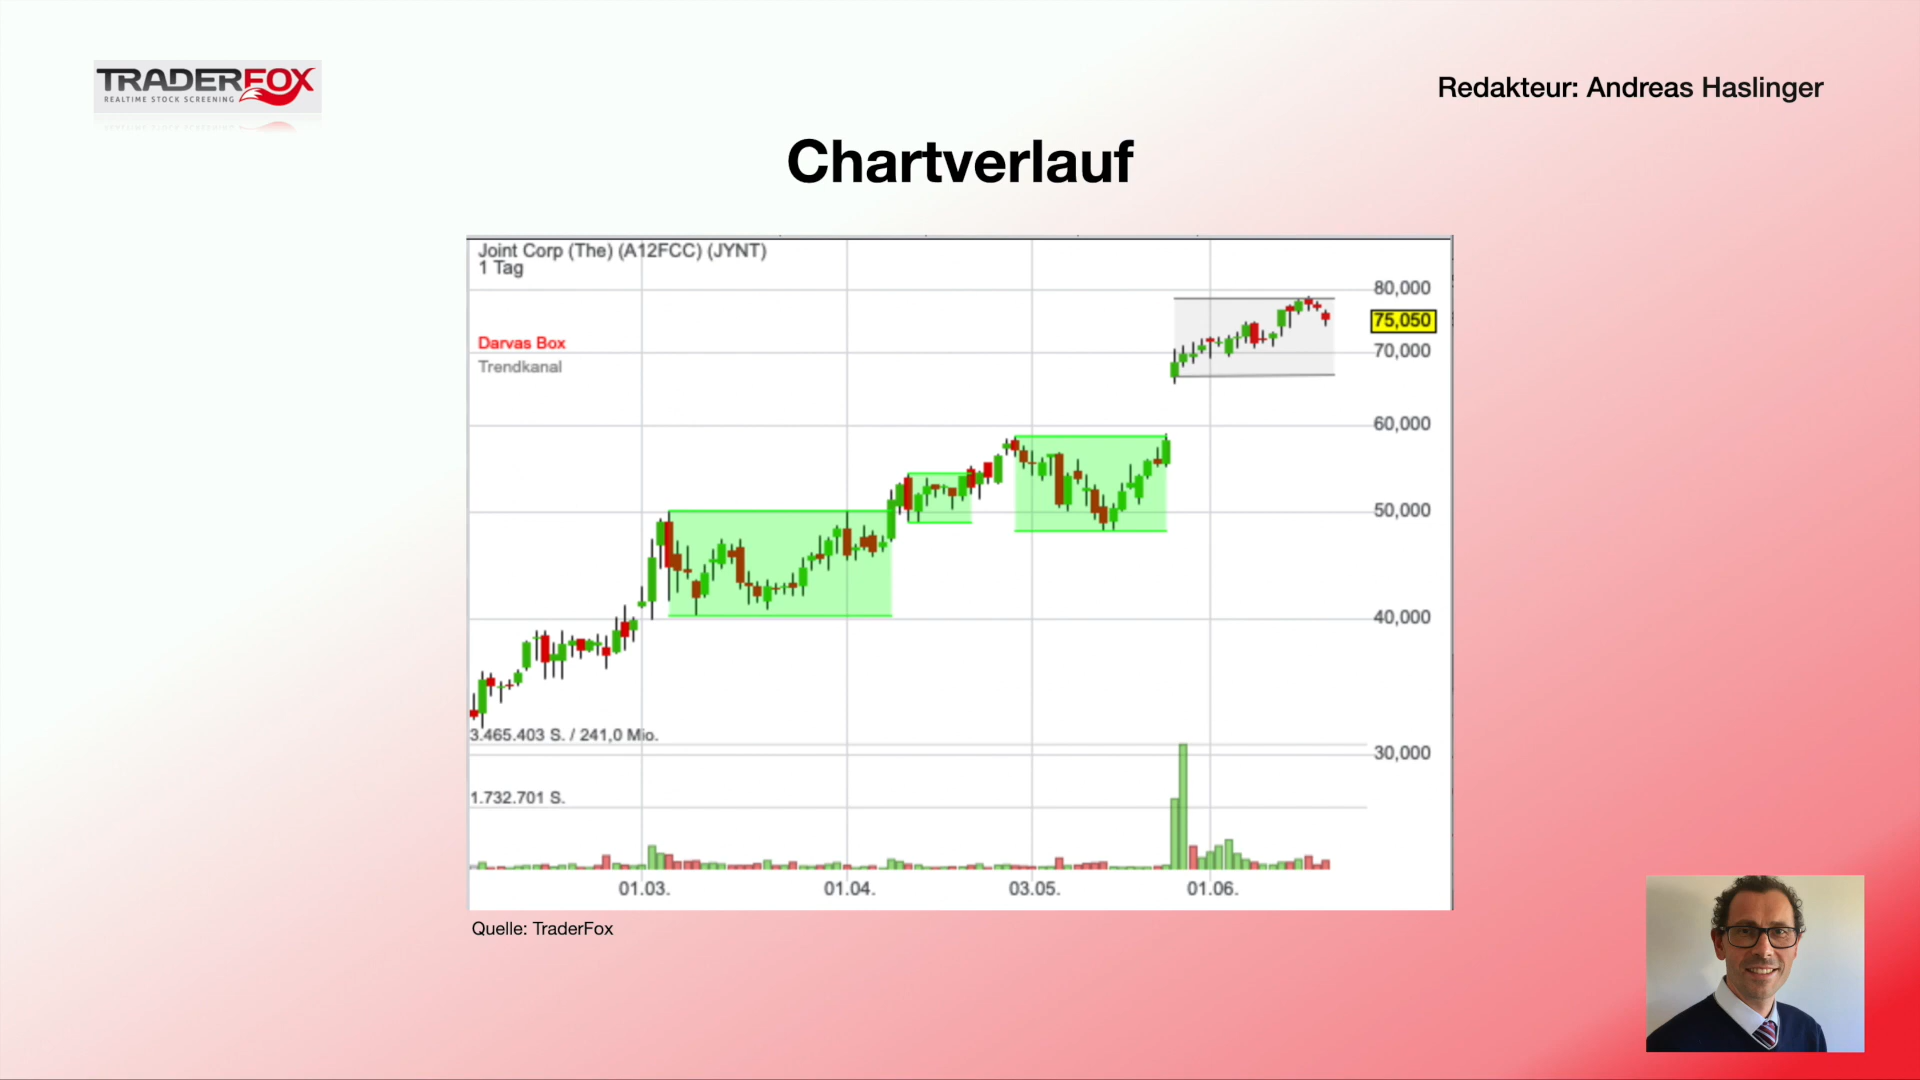 TRADERFOX
REALTIME STOCK SCREENING
Redakteur: Andreas Haslinger
Chartverlauf
Joint Corp (The) (A12FCC) (JYNT)
1 Tag
80,000
75,050
Darvas Box
70,000
Trendkanal
60,000
50,000
40,000
3.465.403 S. / 241,0 Mio.
30,000
1.732.701 S.
01.03. 01.04. 03.05. 01.06.
Quelle: TraderFox